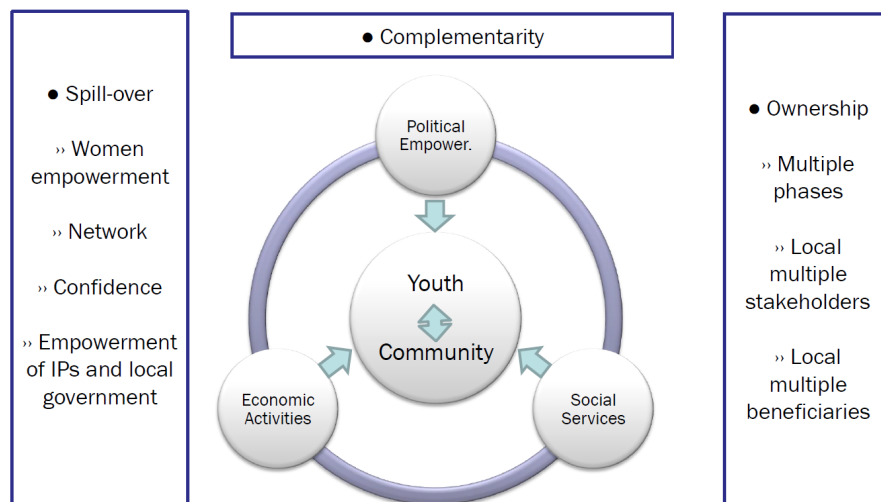 ● Spill-over
›› Women
empowerment
›› Network
›› Confidence
›› Empowerment
of IPs and local
government
● Complementarity
Political
Empower.
Youth
Community
Economic
Activities
Social
Services
● Ownership
›› Multiple
phases
›› Local
multiple
stakeholders
›› Local
multiple
beneficiaries